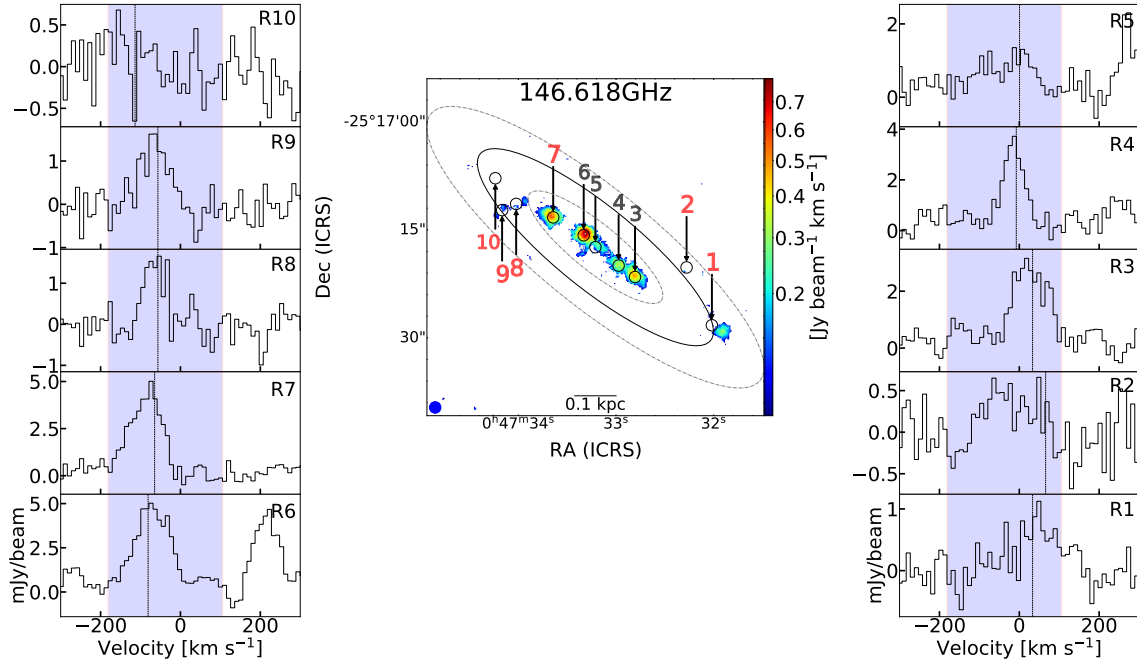 R10
0.5
0.0
−0.5
R9
1
0
−1
R8
1
0
−1
R7
5.0
2.5
0.0
R6
5.0
2.5
0.0
mJy/beam
−200 0 200
Velocity [km s⁻¹]
146.618GHz
-25°17'00"
15"
30"
Dec (ICRS)
7
6
5
4
3
2
1
10
9
8
0.1 kpc
0ʰ47ᵐ34ˢ 33ˢ 32ˢ
RA (ICRS)
0.7
0.6
0.5
0.4
0.3
0.2
[Jy beam⁻¹ km s⁻¹]
R5
2
0
R4
4
2
0
R3
2
0
R2
0.5
0.0
−0.5
R1
1
0
mJy/beam
−200 0 200
Velocity [km s⁻¹]